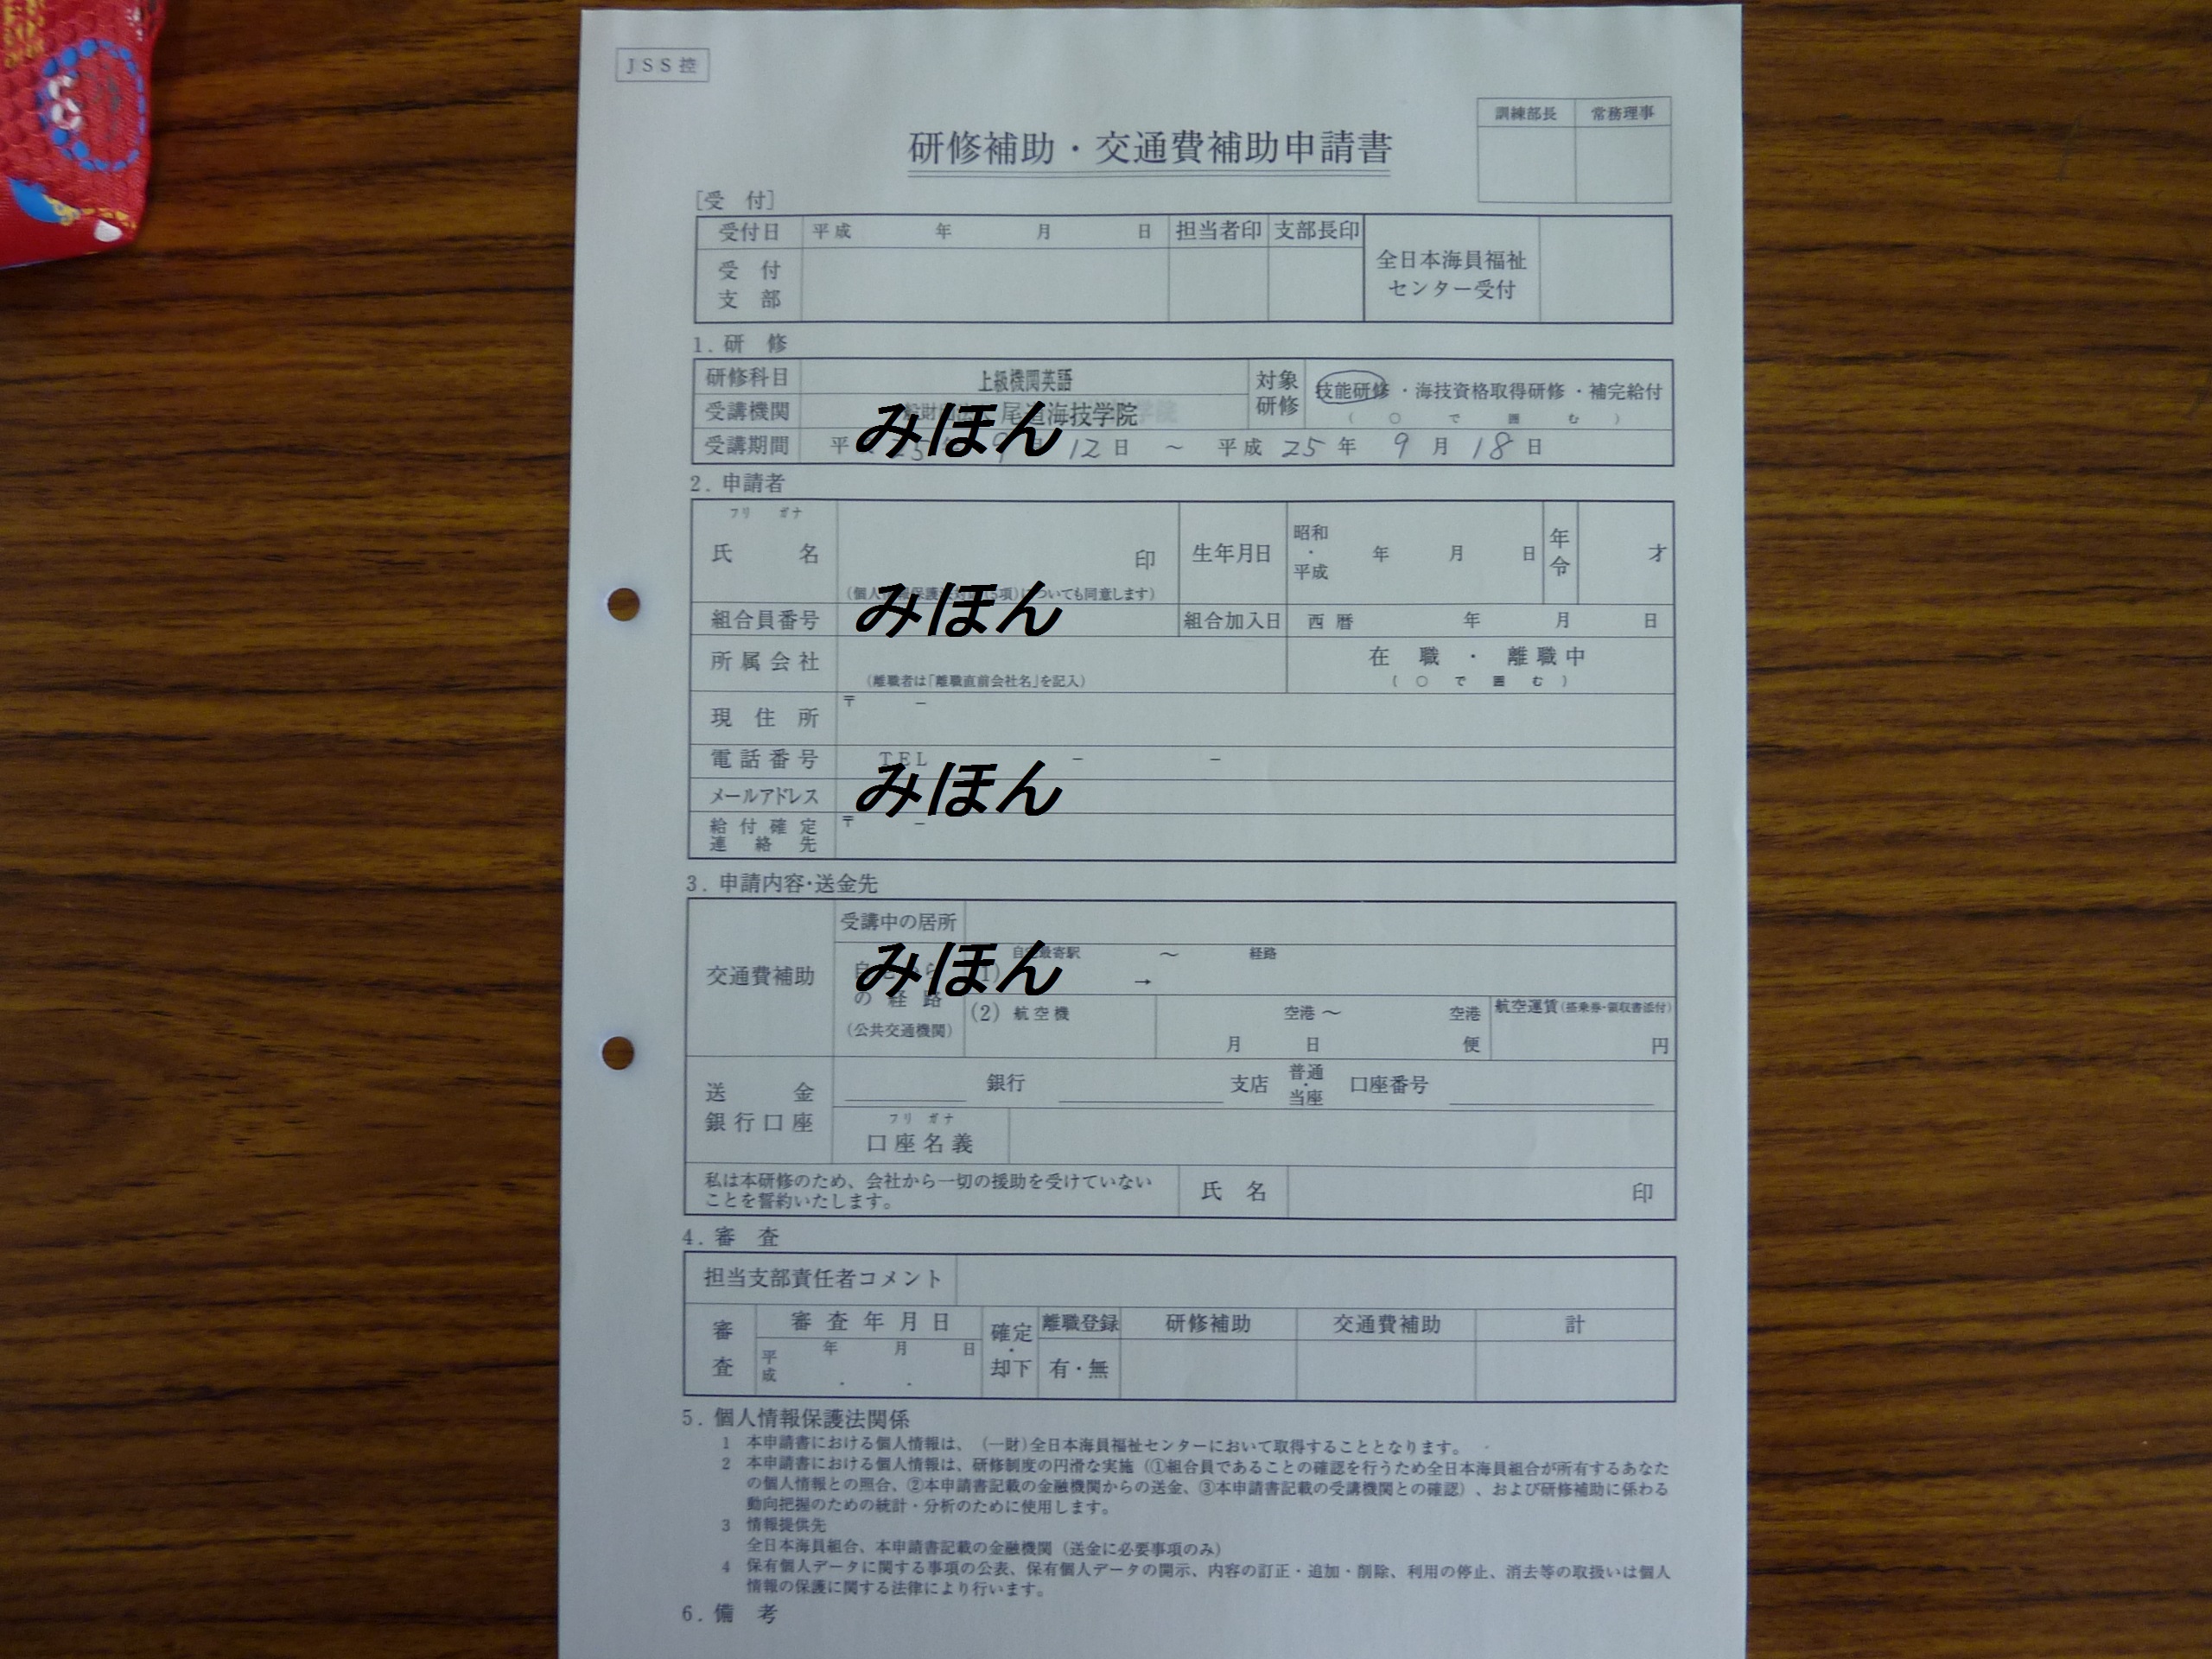 JSS控
訓練部長 常務理事
研修補助・交通費補助申請書
[受 付]
受付日 平成 年 月 日 担当者印 支部長印
受付支部 全日本海員福祉センター受付
1. 研 修
研修科目 上級機関英語 対象研修 技能研修・海技資格取得研修・補完給付
受講機関 尾道海技学院 (○で囲む)
受講期間 平 25 9月12日 ～ 平成25年9月18日
みほん
2. 申請者
フリ ガナ
氏 名 印 生年月日 昭和・平成 年 月 日 年令 才
(個人情報保護法対応(5項)についても同意します)
みほん
組合員番号 組合加入日 西暦 年 月 日
所属会社 (離職者は「離職直前会社名」を記入) 在 職 ・ 離職中
(○で囲む)
現住所 〒 −
電話番号 TEL − −
みほん
メールアドレス
給付確定連絡先 〒 −
3. 申請内容・送金先
交通費補助 受講中の居所
みほん
の経路 (1) 自宅最寄駅 ～ 経路
→
(公共交通機関) (2) 航空機 空港～ 空港 航空運賃(搭乗券・領収書添付)
月 日 便 円
送金銀行口座 銀行 支店 普通・当座 口座番号
フリ ガナ
口座名義
私は本研修のため、会社から一切の援助を受けていない
ことを誓約いたします。 氏 名 印
4. 審 査
担当支部責任者コメント
審査 審査年月日 確定・却下 離職登録 研修補助 交通費補助 計
平成 年 月 日 有・無
5. 個人情報保護法関係
1 本申請書における個人情報は、(一財)全日本海員福祉センターにおいて取得することとなります。
2 本申請書における個人情報は、研修制度の円滑な実施(①組合員であることの確認を行うため全日本海員組合が所有するあなた
の個人情報との照合、②本申請書記載の金融機関からの送金、③本申請書記載の受講機関との確認)、および研修補助に係わる
動向把握のための統計・分析のために使用します。
3 情報提供先
全日本海員組合、本申請書記載の金融機関(送金に必要事項のみ)
4 保有個人データに関する事項の公表、保有個人データの開示、内容の訂正・追加・削除、利用の停止、消去等の取扱いは個人
情報の保護に関する法律により行います。
6. 備 考